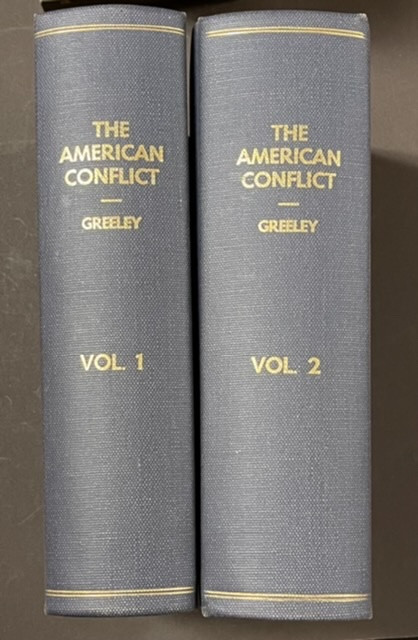 THE
AMERICAN
CONFLICT
GREELEY
VOL. 1
THE
AMERICAN
CONFLICT
GREELEY
VOL. 2